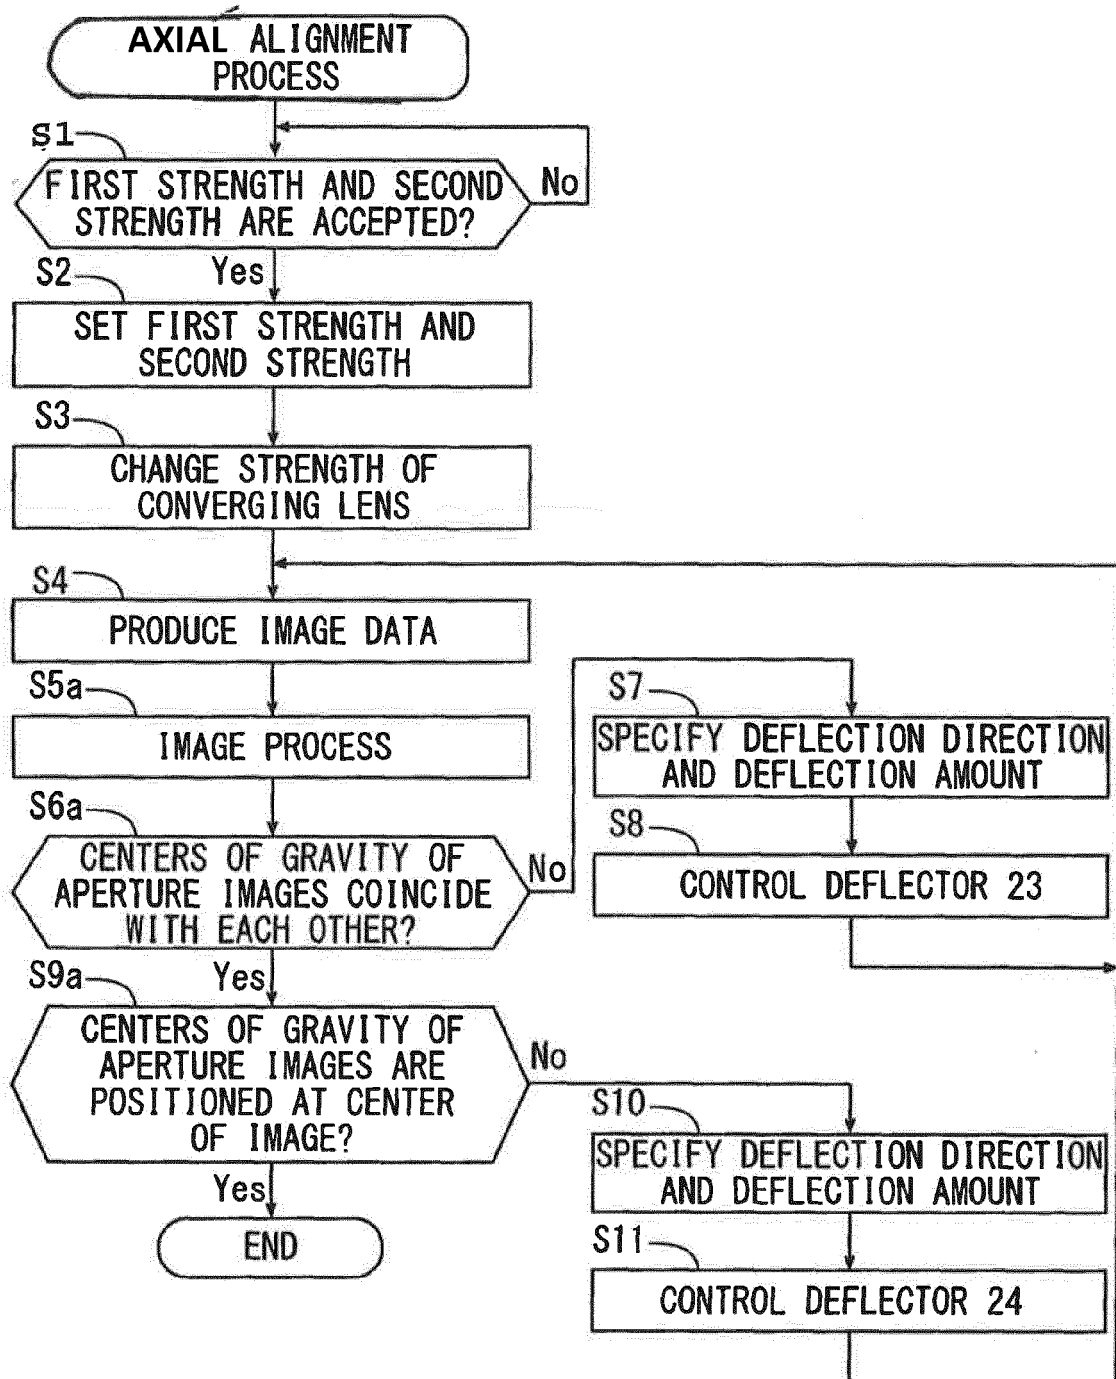 AXIAL ALIGNMENT
PROCESS
S1
FIRST STRENGTH AND SECOND
STRENGTH ARE ACCEPTED?
No
Yes
S2
SET FIRST STRENGTH AND
SECOND STRENGTH
S3
CHANGE STRENGTH OF
CONVERGING LENS
S4
PRODUCE IMAGE DATA
S5a
IMAGE PROCESS
S6a
CENTERS OF GRAVITY OF
APERTURE IMAGES COINCIDE
WITH EACH OTHER?
No
Yes
S7
SPECIFY DEFLECTION DIRECTION
AND DEFLECTION AMOUNT
S8
CONTROL DEFLECTOR 23
S9a
CENTERS OF GRAVITY OF
APERTURE IMAGES ARE
POSITIONED AT CENTER
OF IMAGE?
No
Yes
END
S10
SPECIFY DEFLECTION DIRECTION
AND DEFLECTION AMOUNT
S11
CONTROL DEFLECTOR 24